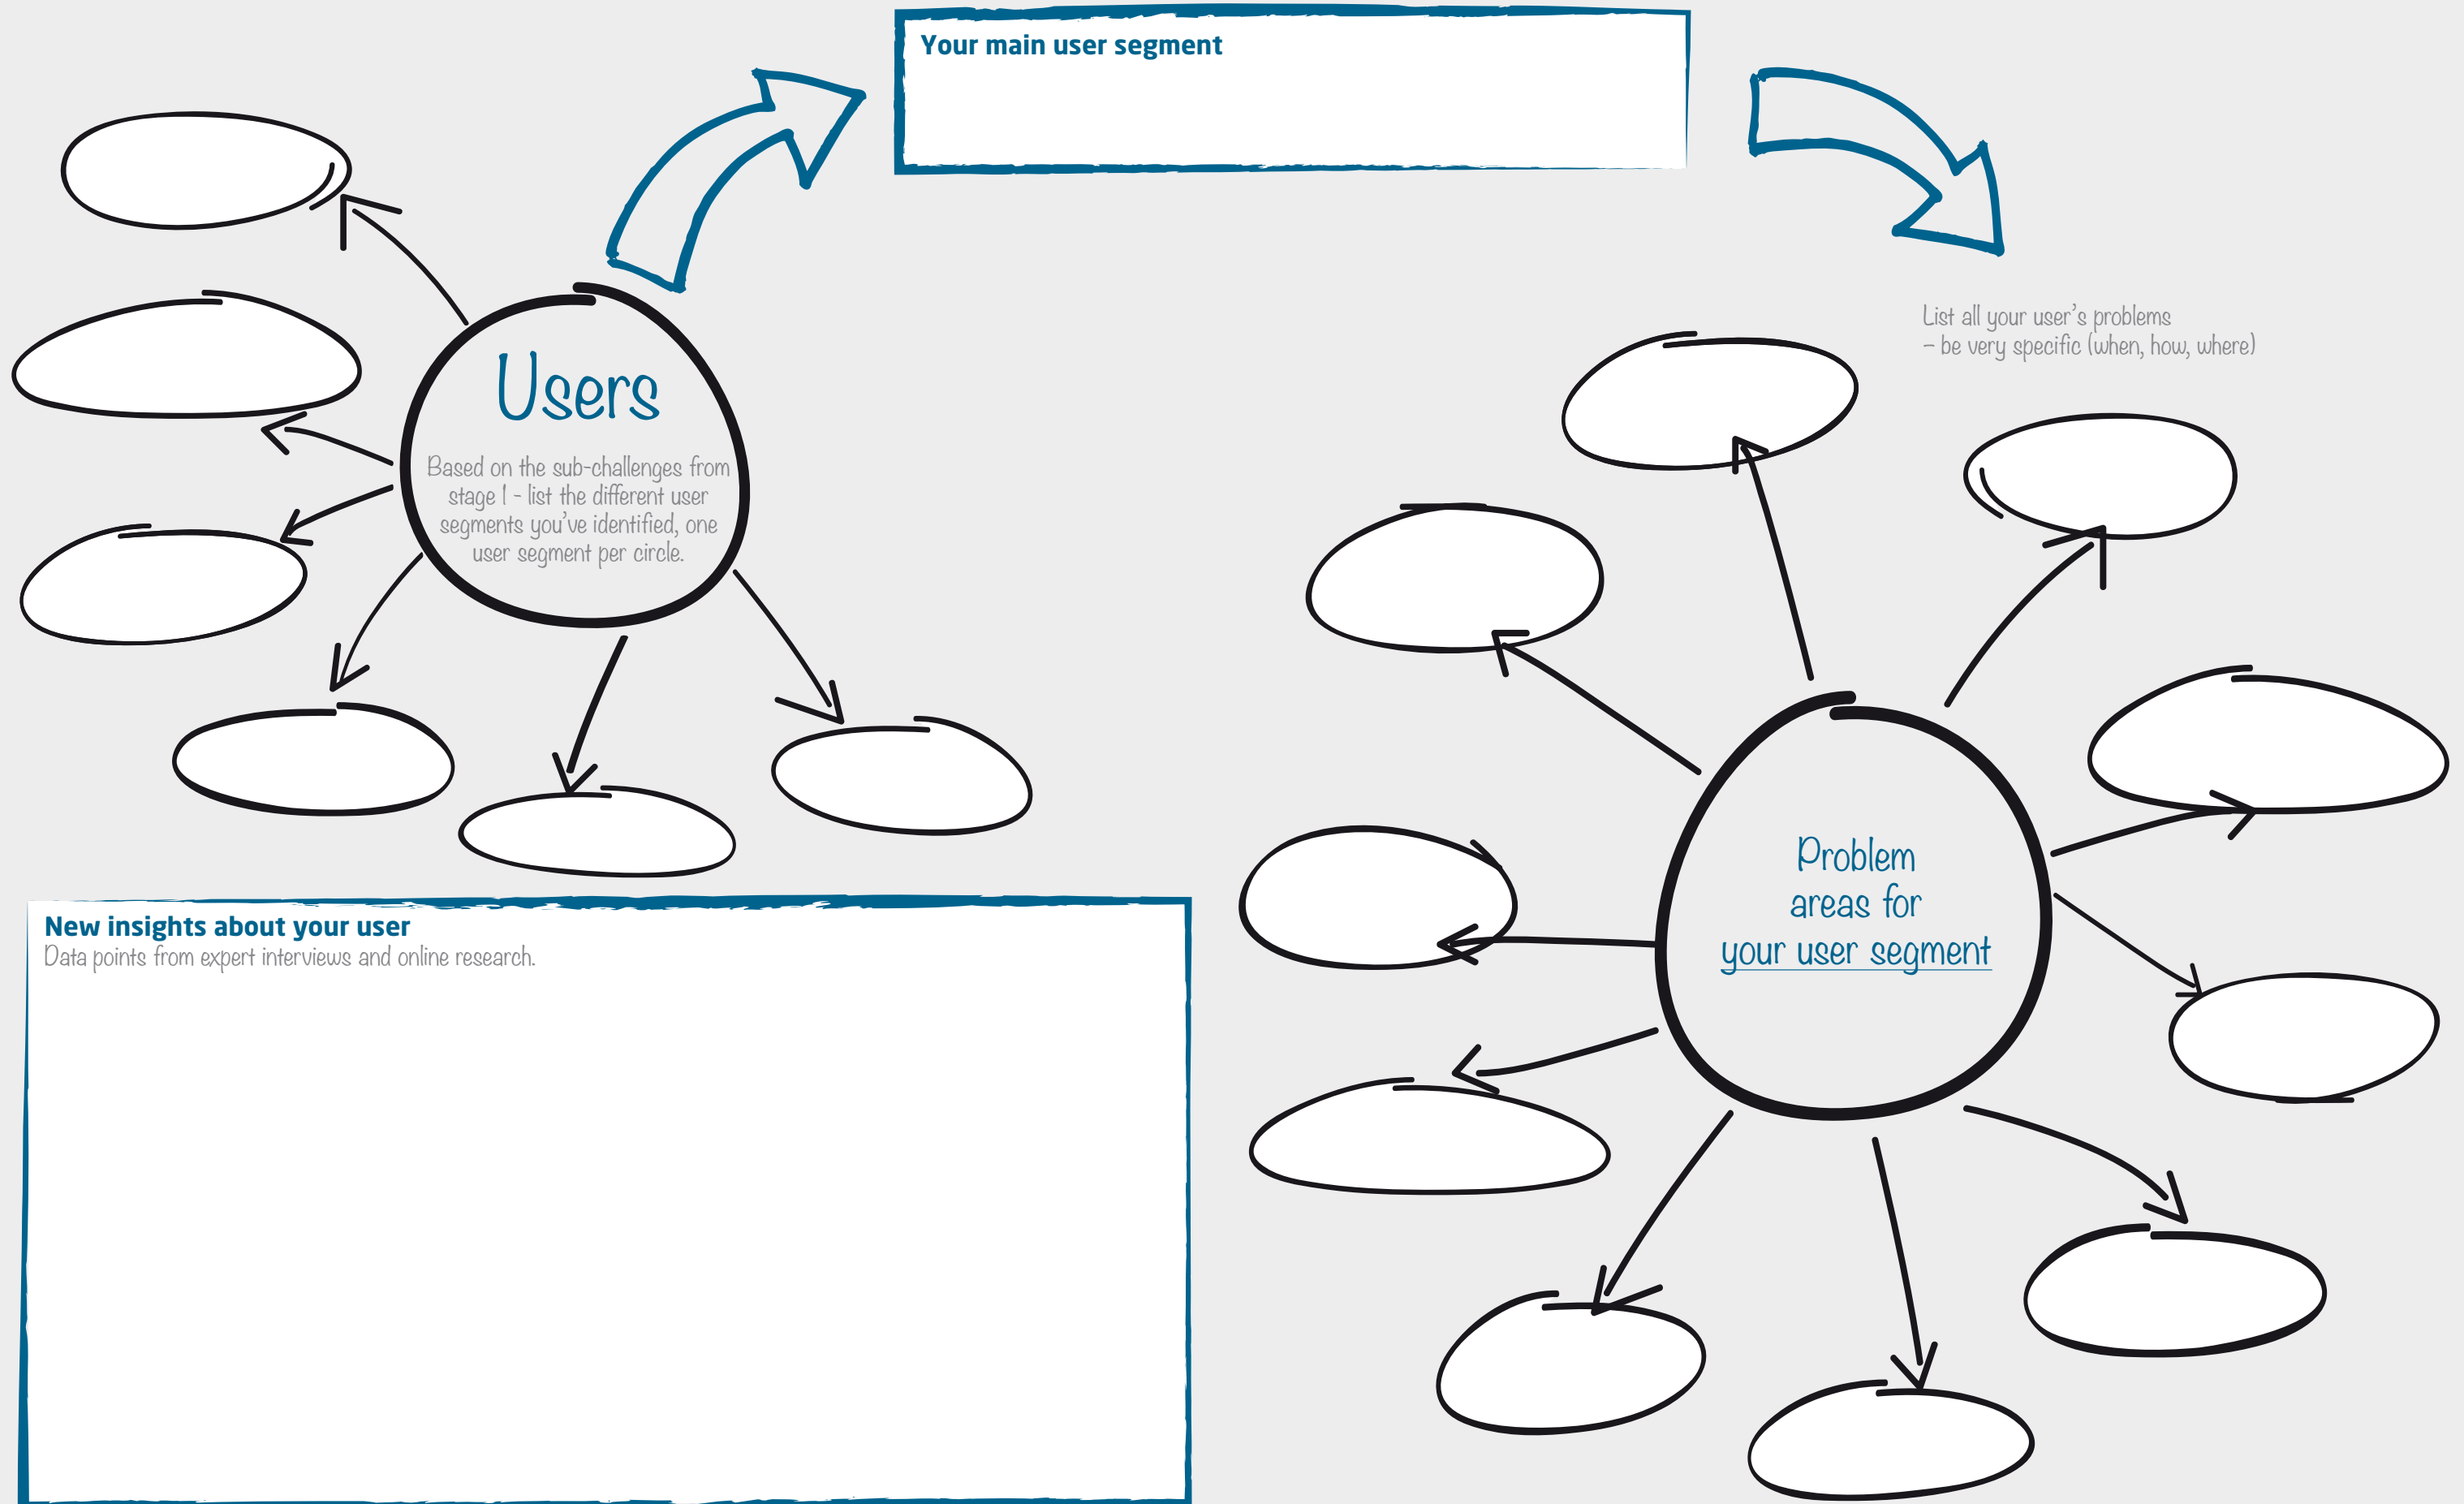 Your main user segment
Users
Based on the sub-challenges from
stage 1 - list the different user
segments you've identified, one
user segment per circle.
List all your user's problems
– be very specific (when, how, where)
Problem
areas for
your user segment
New insights about your user
Data points from expert interviews and online research.